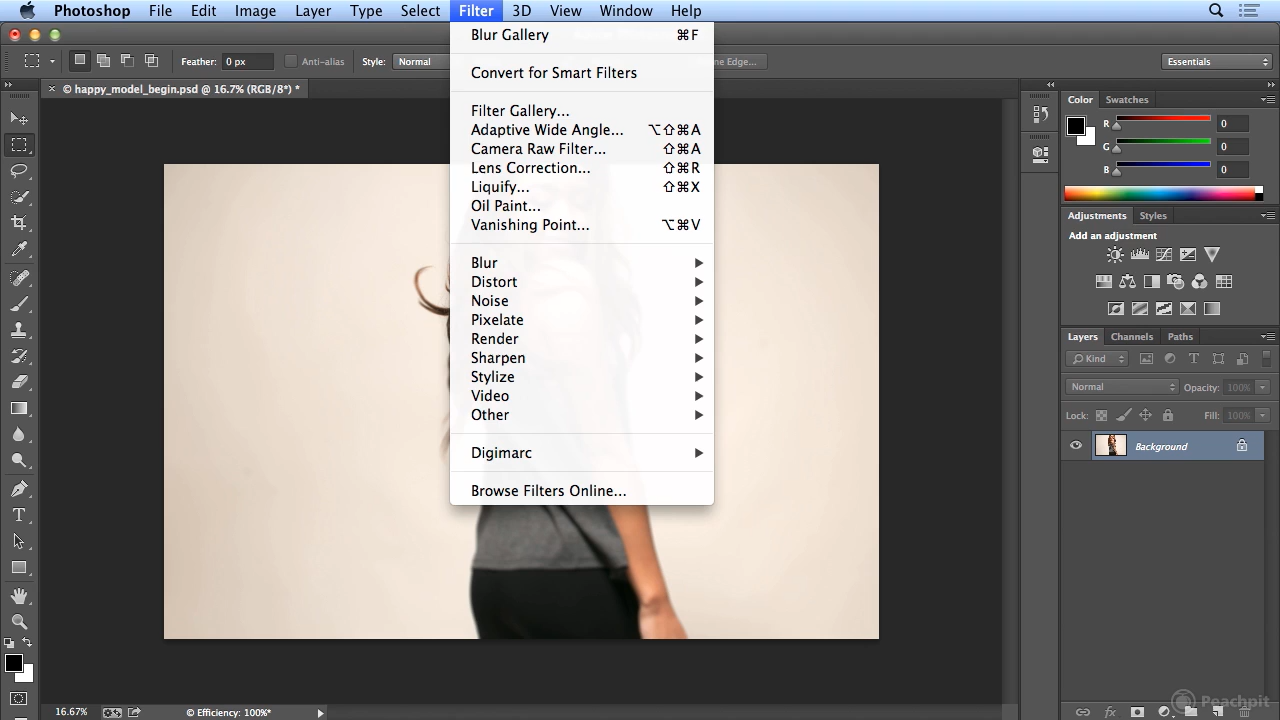 Photoshop File Edit Image Layer Type Select Filter 3D View Window Help
Feather: 0 px Anti-alias Style: Normal Edge... Essentials
× © happy_model_begin.psd @ 16.7% (RGB/8*) *
Blur Gallery ⌘F
Convert for Smart Filters
Filter Gallery...
Adaptive Wide Angle... ⌥⇧⌘A
Camera Raw Filter... ⇧⌘A
Lens Correction... ⇧⌘R
Liquify... ⇧⌘X
Oil Paint...
Vanishing Point... ⌥⌘V
Blur
Distort
Noise
Pixelate
Render
Sharpen
Stylize
Video
Other
Digimarc
Browse Filters Online...
Color Swatches
R 0
G 0
B 0
Adjustments Styles
Add an adjustment
Layers Channels Paths
Kind
Normal Opacity: 100%
Lock: Fill: 100%
Background
16.67% © Efficiency: 100%*
Peachpit